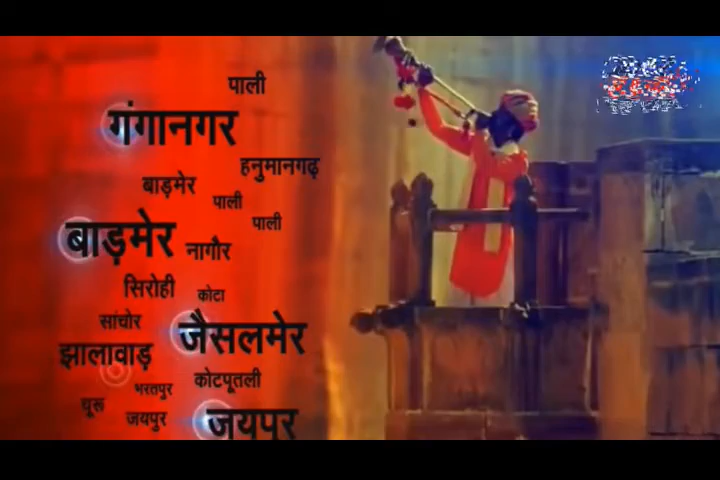 पाली
गंगानगर
हनुमानगढ़
बाड़मेर
पाली
पाली
बाड़मेर
नागौर
सिरोही
कोटा
सांचोर
जैसलमेर
झालावाड़
कोटपूतली
भरतपुर
चूरू
जयपुर
जयपुर